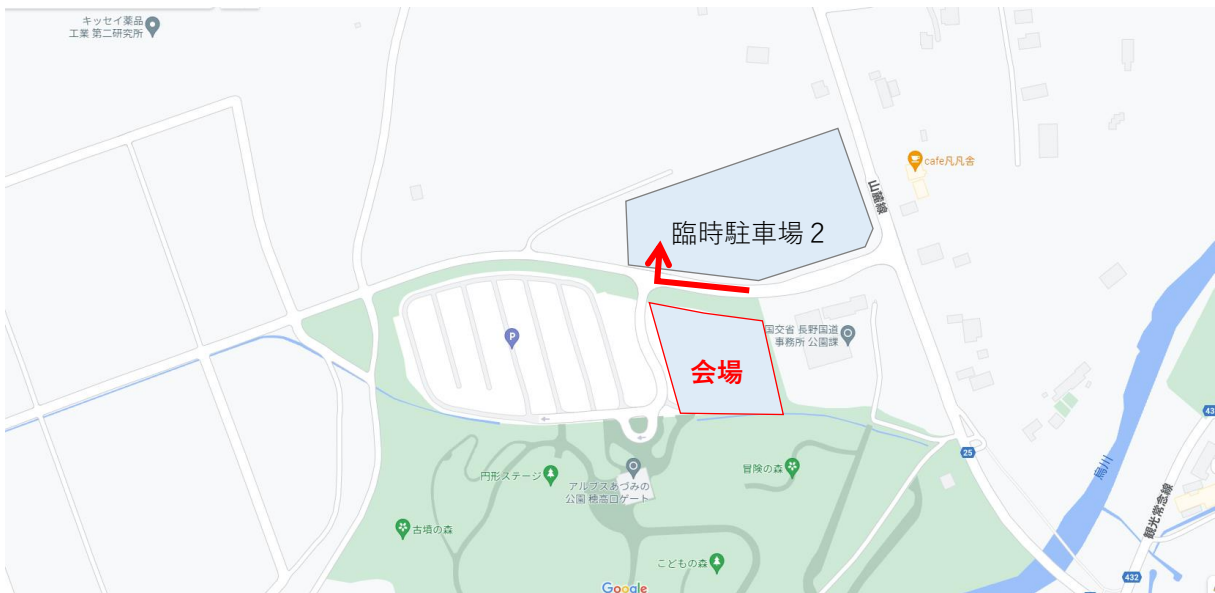 キッセイ薬品
工業 第二研究所
cafe凡凡舎
山麓線
臨時駐車場２
P
国交省 長野国道
事務所 公園課
会場
25
烏川
観光常念線
43
円形ステージ
アルプスあづみの
公園 穂高口ゲート
冒険の森
古墳の森
こどもの森
432
Google